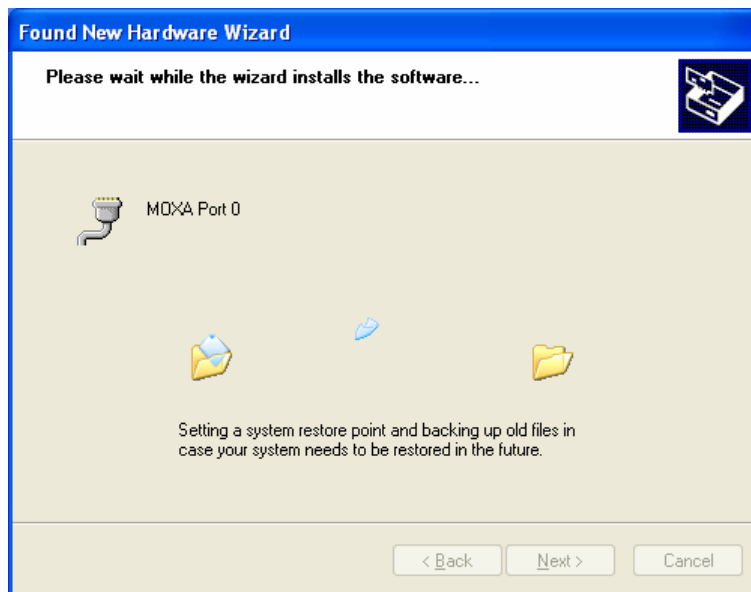 Found New Hardware Wizard
Please wait while the wizard installs the software...
MOXA Port 0
Setting a system restore point and backing up old files in
case your system needs to be restored in the future.
< Back
Next >
Cancel